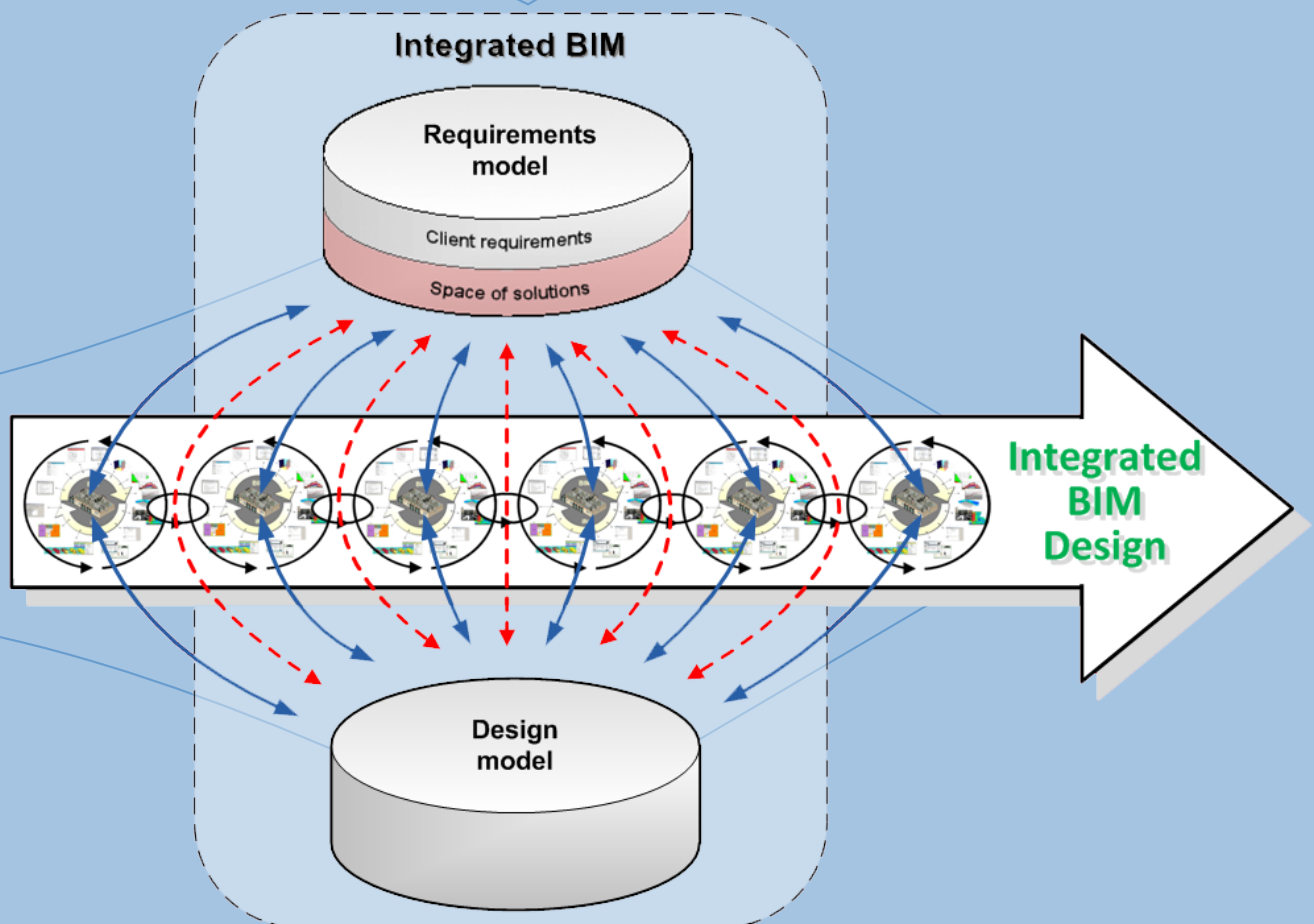 Integrated BIM
Requirements
model
Client requirements
Space of solutions
Integrated
BIM
Design
Design
model